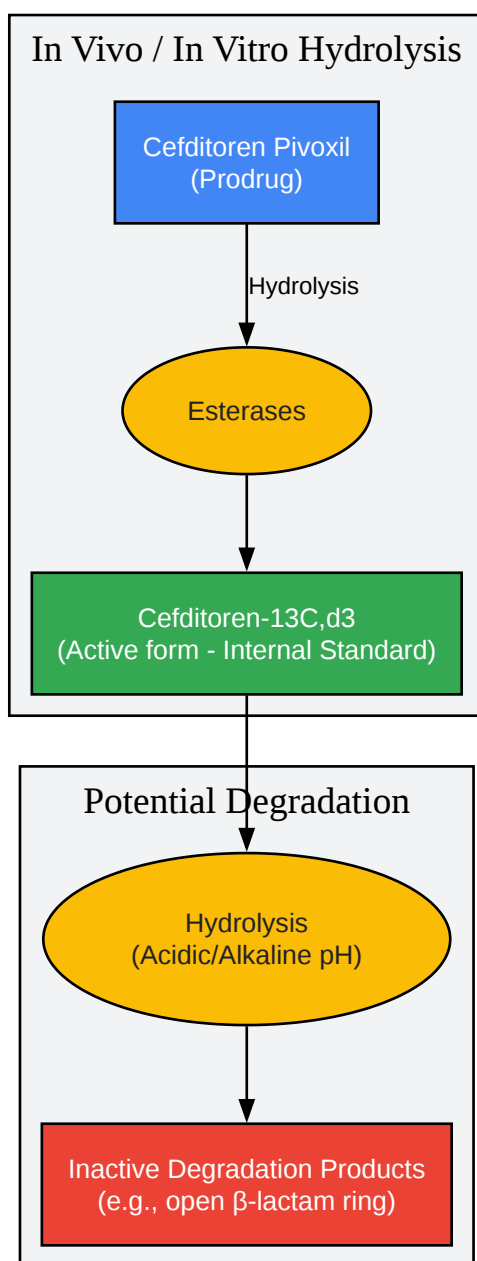 In Vivo / In Vitro Hydrolysis
Cefditoren Pivoxil
(Prodrug)
Hydrolysis
Esterases
Cefditoren-13C,d3
(Active form - Internal Standard)
Potential Degradation
Hydrolysis
(Acidic/Alkaline pH)
Inactive Degradation Products
(e.g., open β-lactam ring)